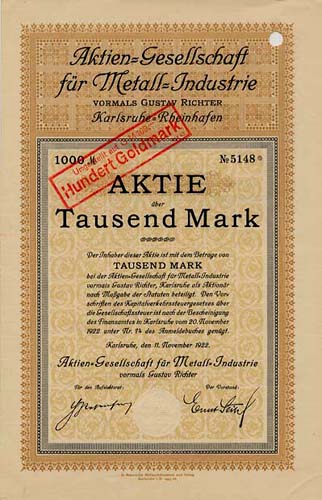 Aktien=Gesellschaft
für Metall=Industrie
VORMALS GUSTAV RICHTER
Karlsruhe=Rheinhafen
1000 M
No 5148
Hundert Goldmark
AKTIE
über
Tausend Mark
Der Inhaber dieser Aktie ist mit dem Betrage von
TAUSEND MARK
bei der Aktien=Gesellschaft für Metall=Industrie
vormals Gustav Richter, Karlsruhe als Aktionär
nach Maßgabe der Statuten beteiligt. Den Vor=
schriften des Kapitalverkehrssteuergesetzes über
die Gesellschaftssteuer ist nach der Bescheinigung
des Finanzamtes in Karlsruhe vom 20. November
1922 unter Nr. 14 des Anmeldebuches genügt.
Karlsruhe, den 11. November 1922.
Aktien=Gesellschaft für Metall=Industrie
vormals Gustav Richter
Für den Aufsichtsrat:
Der Vorstand: